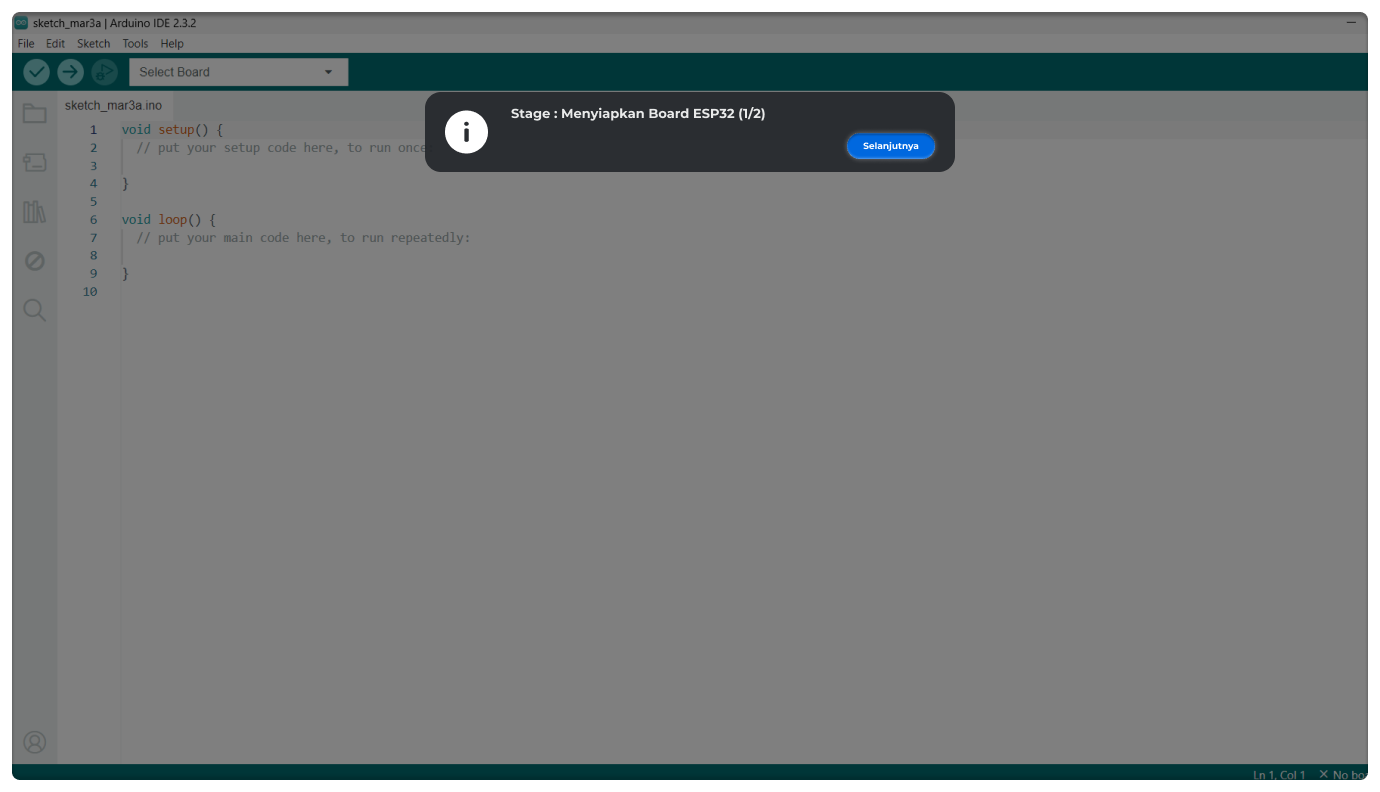 sketch_mar3a | Arduino IDE 2.3.2
File Edit Sketch Tools Help
Select Board
sketch_mar3a.ino
Stage : Menyiapkan Board ESP32 (1/2)
Selanjutnya
1 void setup() {
2 // put your setup code here, to run once
3
4 }
5
6 void loop() {
7 // put your main code here, to run repeatedly:
8
9 }
10
Ln 1, Col 1 No